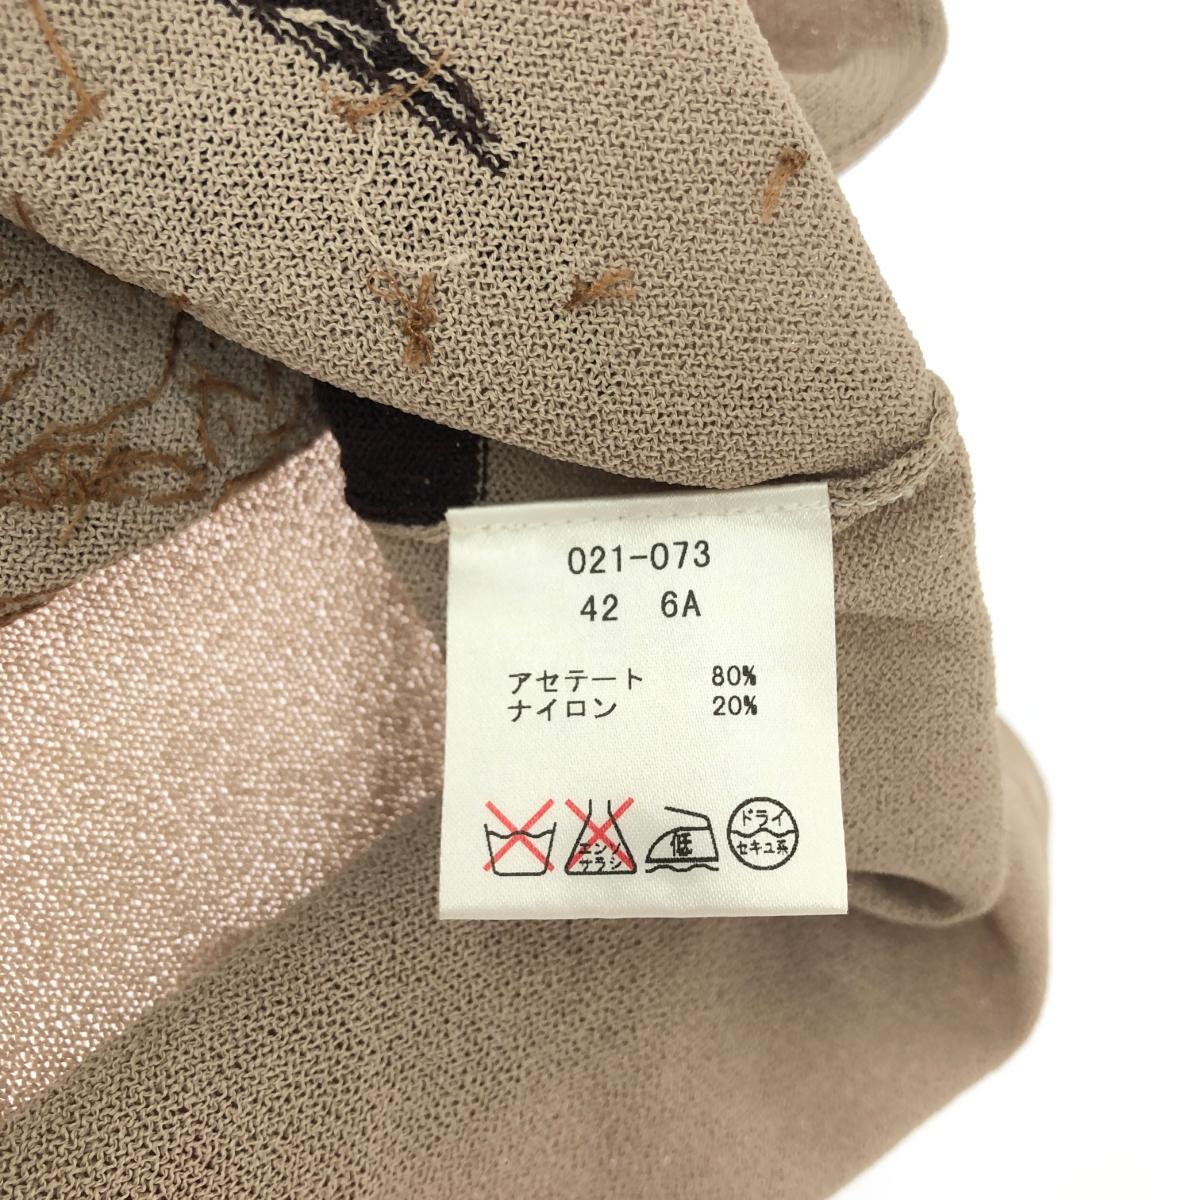 021-073
42 6A
アセテート 80%
ナイロン 20%
エンソ
サラシ
低
ドライ
セキユ系